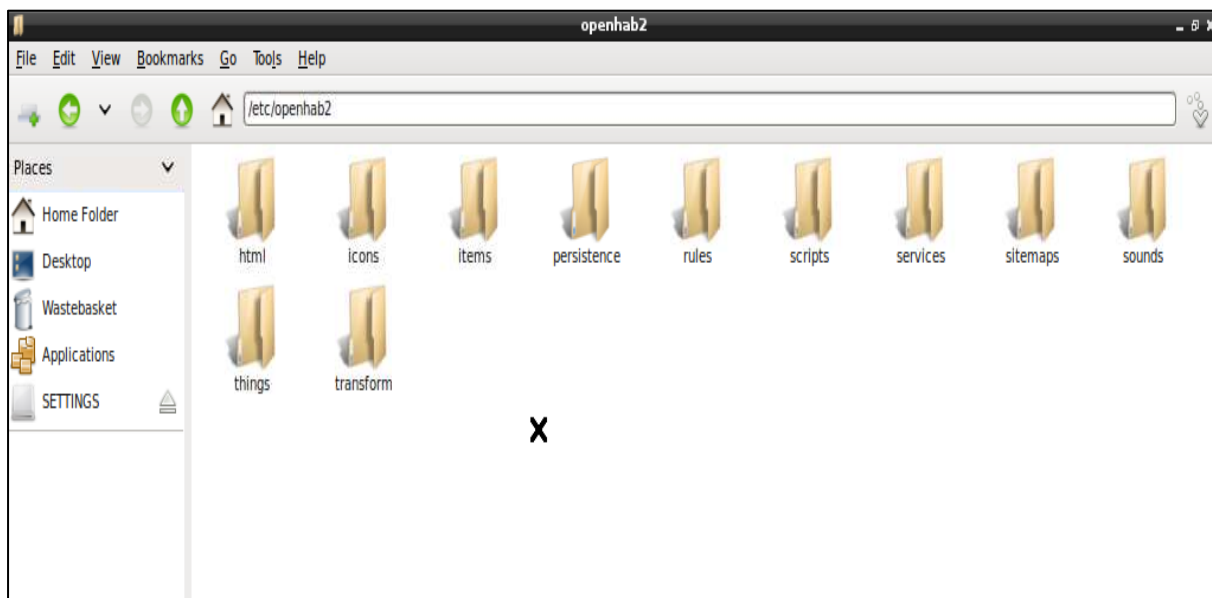 openhab2
File Edit View Bookmarks Go Tools Help
/etc/openhab2
Places
Home Folder
Desktop
Wastebasket
Applications
SETTINGS
html icons items persistence rules scripts services sitemaps sounds
things transform
X